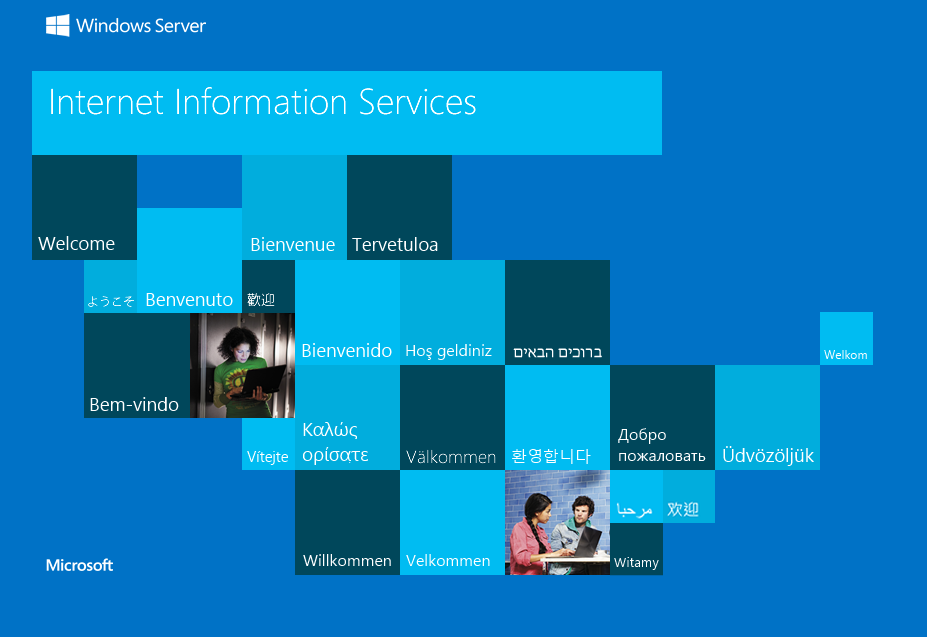 Windows Server
Internet Information Services
Welcome
Bienvenue
Tervetuloa
ようこそ
Benvenuto
歡迎
Bienvenido
Hoş geldiniz
ברוכים הבאים
Welkom
Bem-vindo
Vítejte
Καλώς
ορίσατε
Välkommen
환영합니다
Добро
пожаловать
Üdvözöljük
مرحبا
欢迎
Willkommen
Velkommen
Witamy
Microsoft